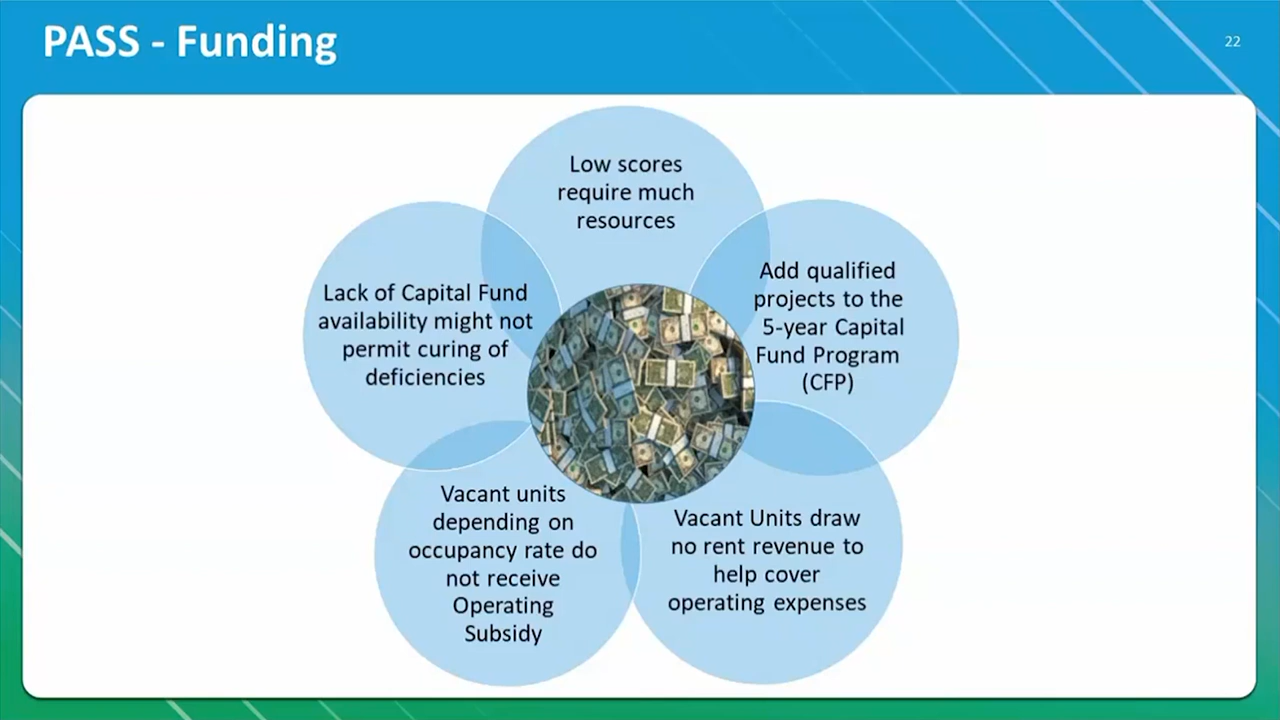 PASS - Funding
22
Low scores
require much
resources
Add qualified
projects to the
5-year Capital
Fund Program
(CFP)
Vacant Units draw
no rent revenue to
help cover
operating expenses
Vacant units
depending on
occupancy rate do
not receive
Operating
Subsidy
Lack of Capital Fund
availability might not
permit curing of
deficiencies